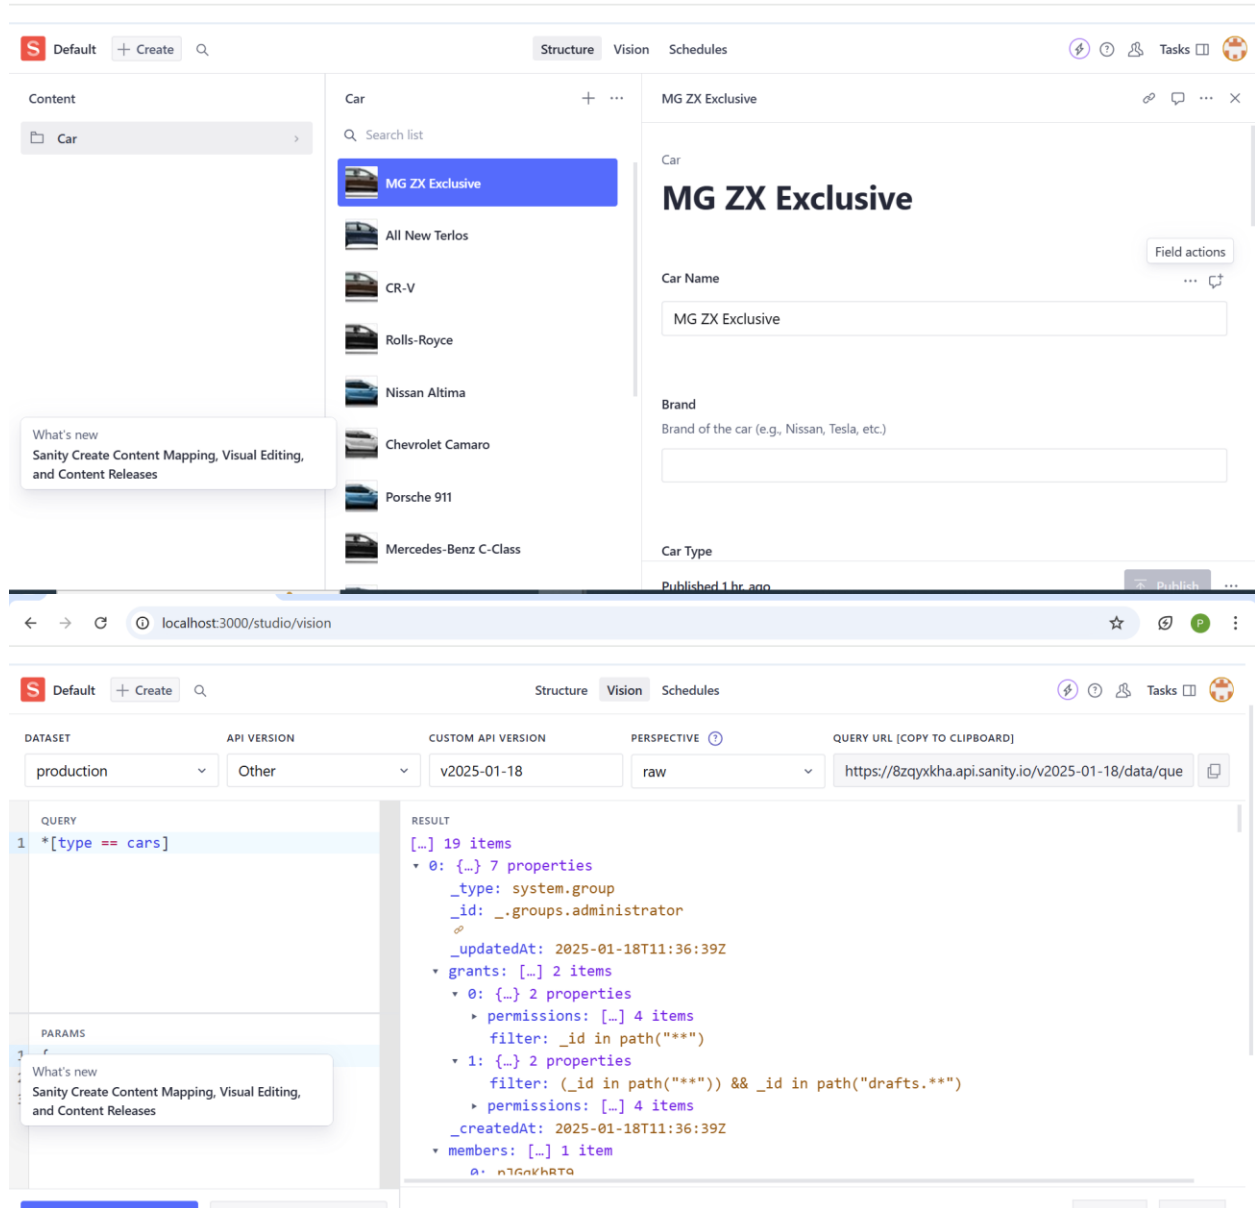 S Default + Create Structure Vision Schedules Tasks
Content
Car
Car
Search list
MG ZX Exclusive
All New Terlos
CR-V
Rolls-Royce
Nissan Altima
Chevrolet Camaro
Porsche 911
Mercedes-Benz C-Class
What's new
Sanity Create Content Mapping, Visual Editing,
and Content Releases
MG ZX Exclusive
Car
MG ZX Exclusive
Field actions
Car Name
MG ZX Exclusive
Brand
Brand of the car (e.g., Nissan, Tesla, etc.)
Car Type
Published 1 hr. ago Publish
localhost:3000/studio/vision P
S Default + Create Structure Vision Schedules Tasks
DATASET API VERSION CUSTOM API VERSION PERSPECTIVE QUERY URL [COPY TO CLIPBOARD]
production Other v2025-01-18 raw https://8zqyxkha.api.sanity.io/v2025-01-18/data/que
QUERY
1 *[type == cars]
PARAMS
1 {
What's new
Sanity Create Content Mapping, Visual Editing,
and Content Releases
RESULT
[…] 19 items
0: {…} 7 properties
_type: system.group
_id: _.groups.administrator
_updatedAt: 2025-01-18T11:36:39Z
grants: […] 2 items
0: {…} 2 properties
permissions: […] 4 items
filter: _id in path("**")
1: {…} 2 properties
filter: (_id in path("**")) && _id in path("drafts.**")
permissions: […] 4 items
_createdAt: 2025-01-18T11:36:39Z
members: […] 1 item